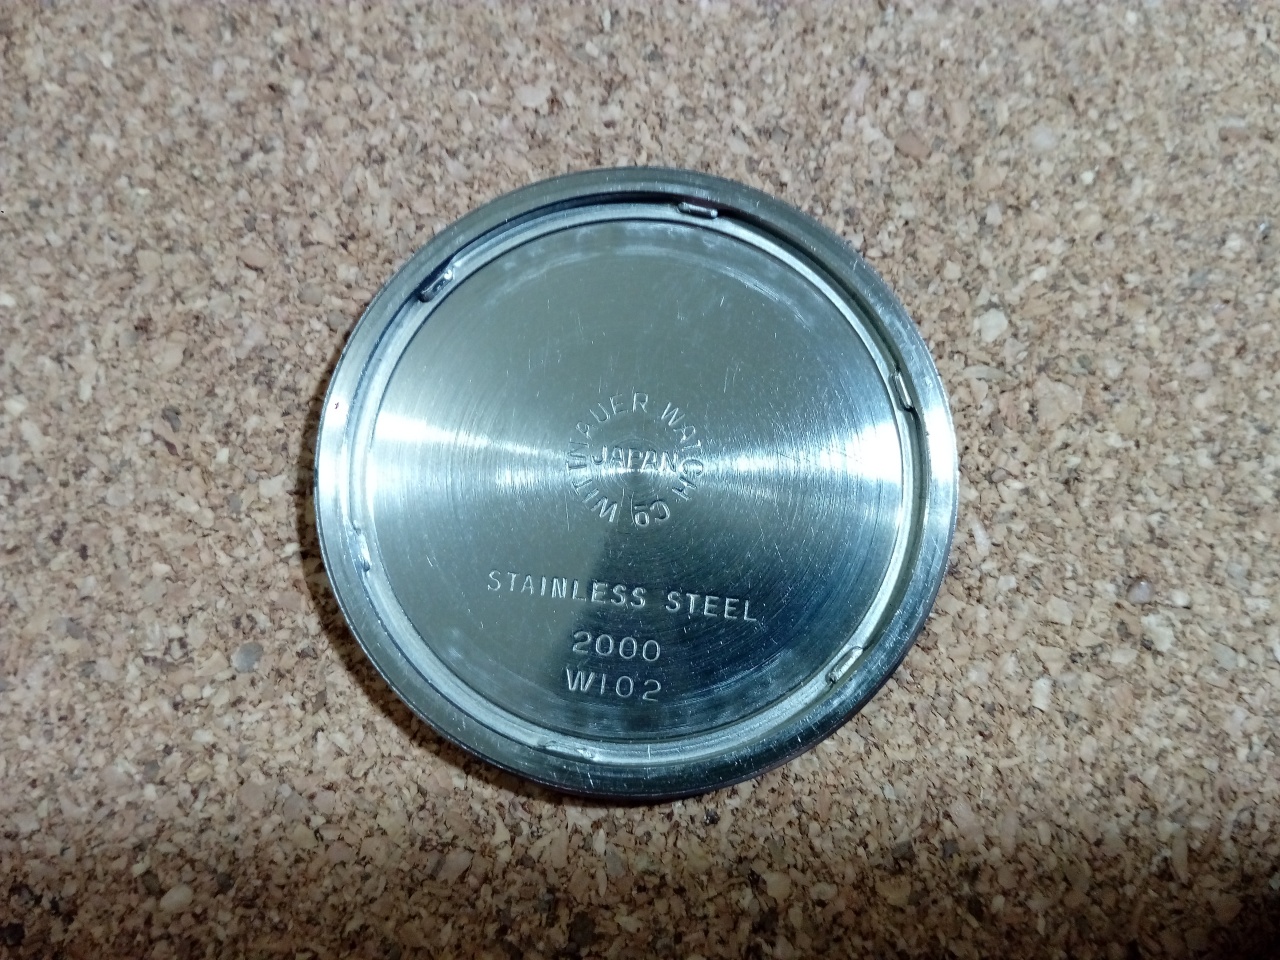 WITTNAUER WATCH Co
JAPAN
STAINLESS STEEL
2000
W102